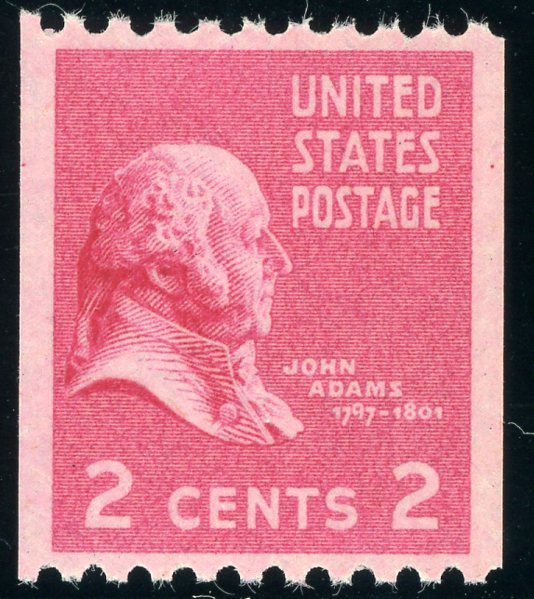 UNITED
STATES
POSTAGE
JOHN
ADAMS
1797-1801
2 CENTS 2